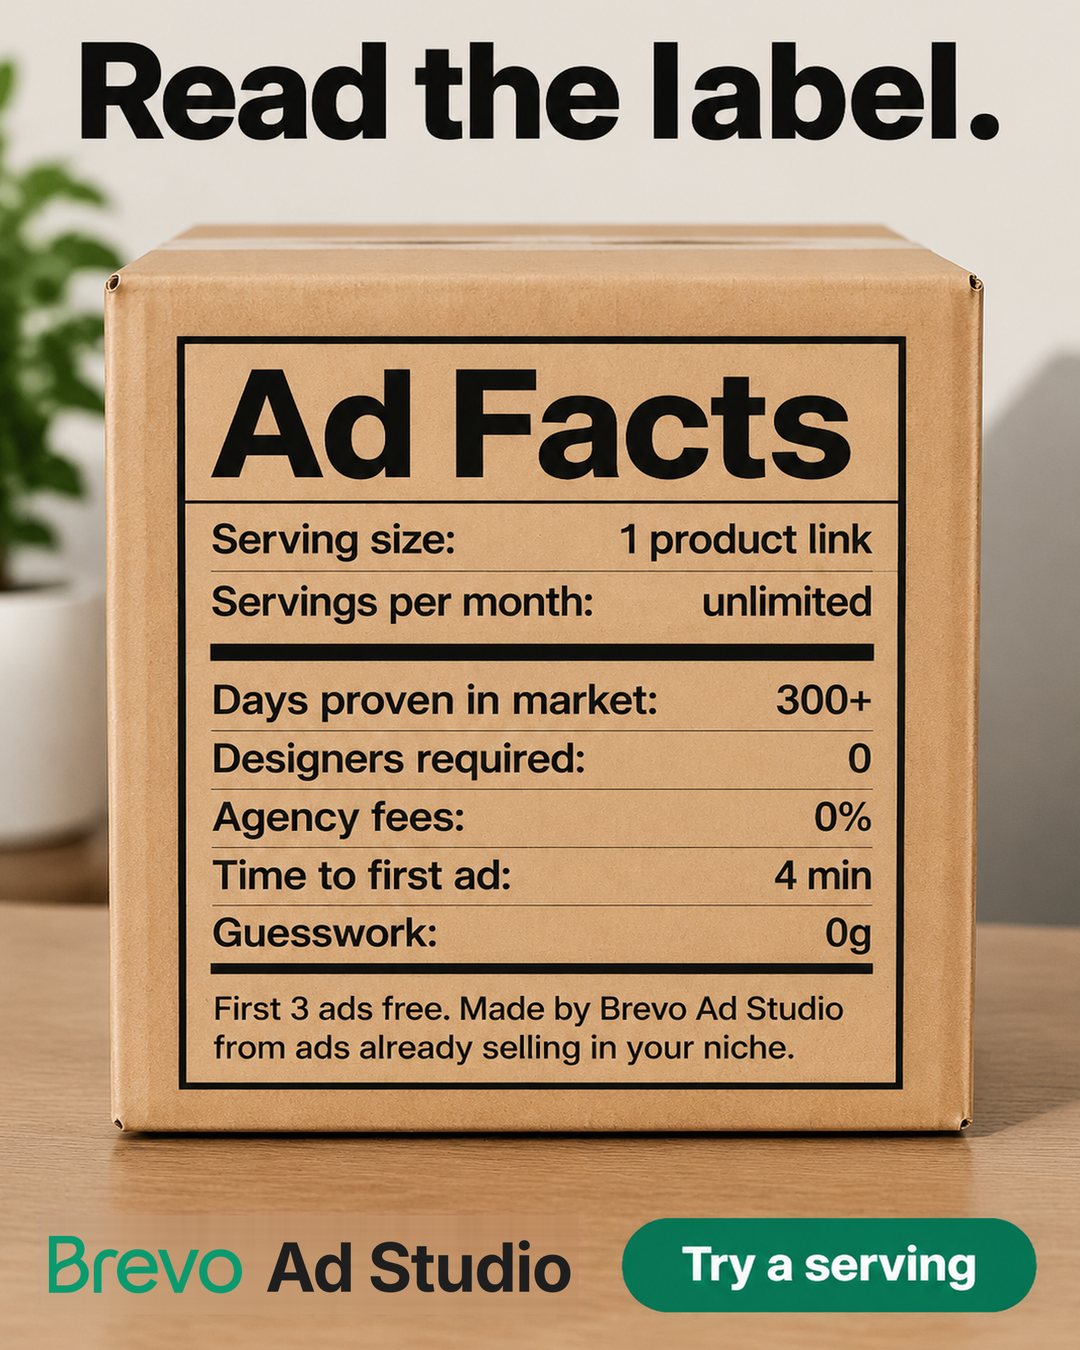 Read the label.
Ad Facts
Serving size: 1 product link
Servings per month: unlimited
Days proven in market: 300+
Designers required: 0
Agency fees: 0%
Time to first ad: 4 min
Guesswork: 0g
First 3 ads free. Made by Brevo Ad Studio
from ads already selling in your niche.
Brevo Ad Studio
Try a serving